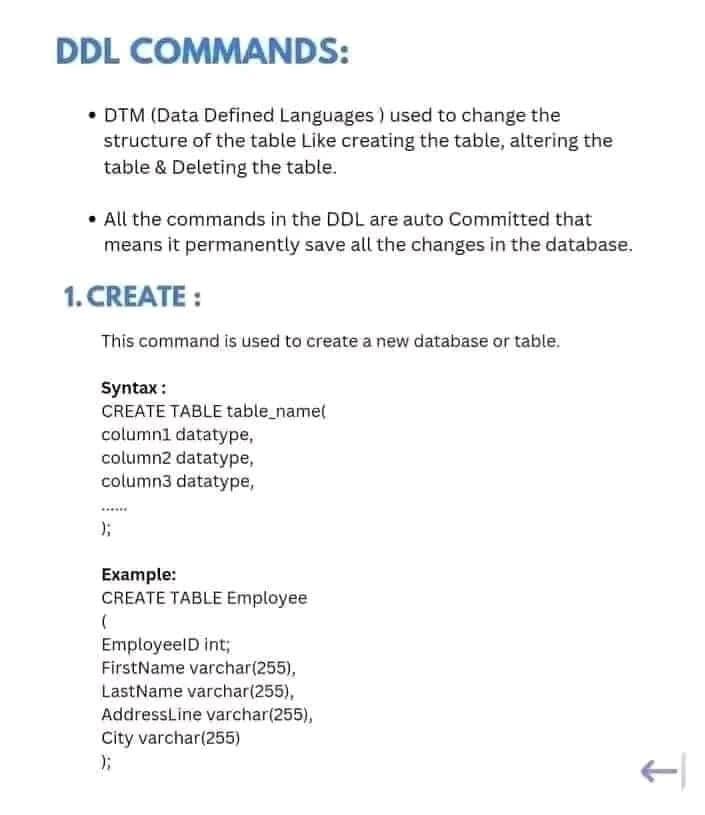 DDL COMMANDS:
• DTM (Data Defined Languages ) used to change the
structure of the table Like creating the table, altering the
table & Deleting the table.
• All the commands in the DDL are auto Committed that
means it permanently save all the changes in the database.
1. CREATE :
This command is used to create a new database or table.
Syntax :
CREATE TABLE table_name(
column1 datatype,
column2 datatype,
column3 datatype,
......
);
Example:
CREATE TABLE Employee
(
EmployeeID int;
FirstName varchar(255),
LastName varchar(255),
AddressLine varchar(255),
City varchar(255)
);